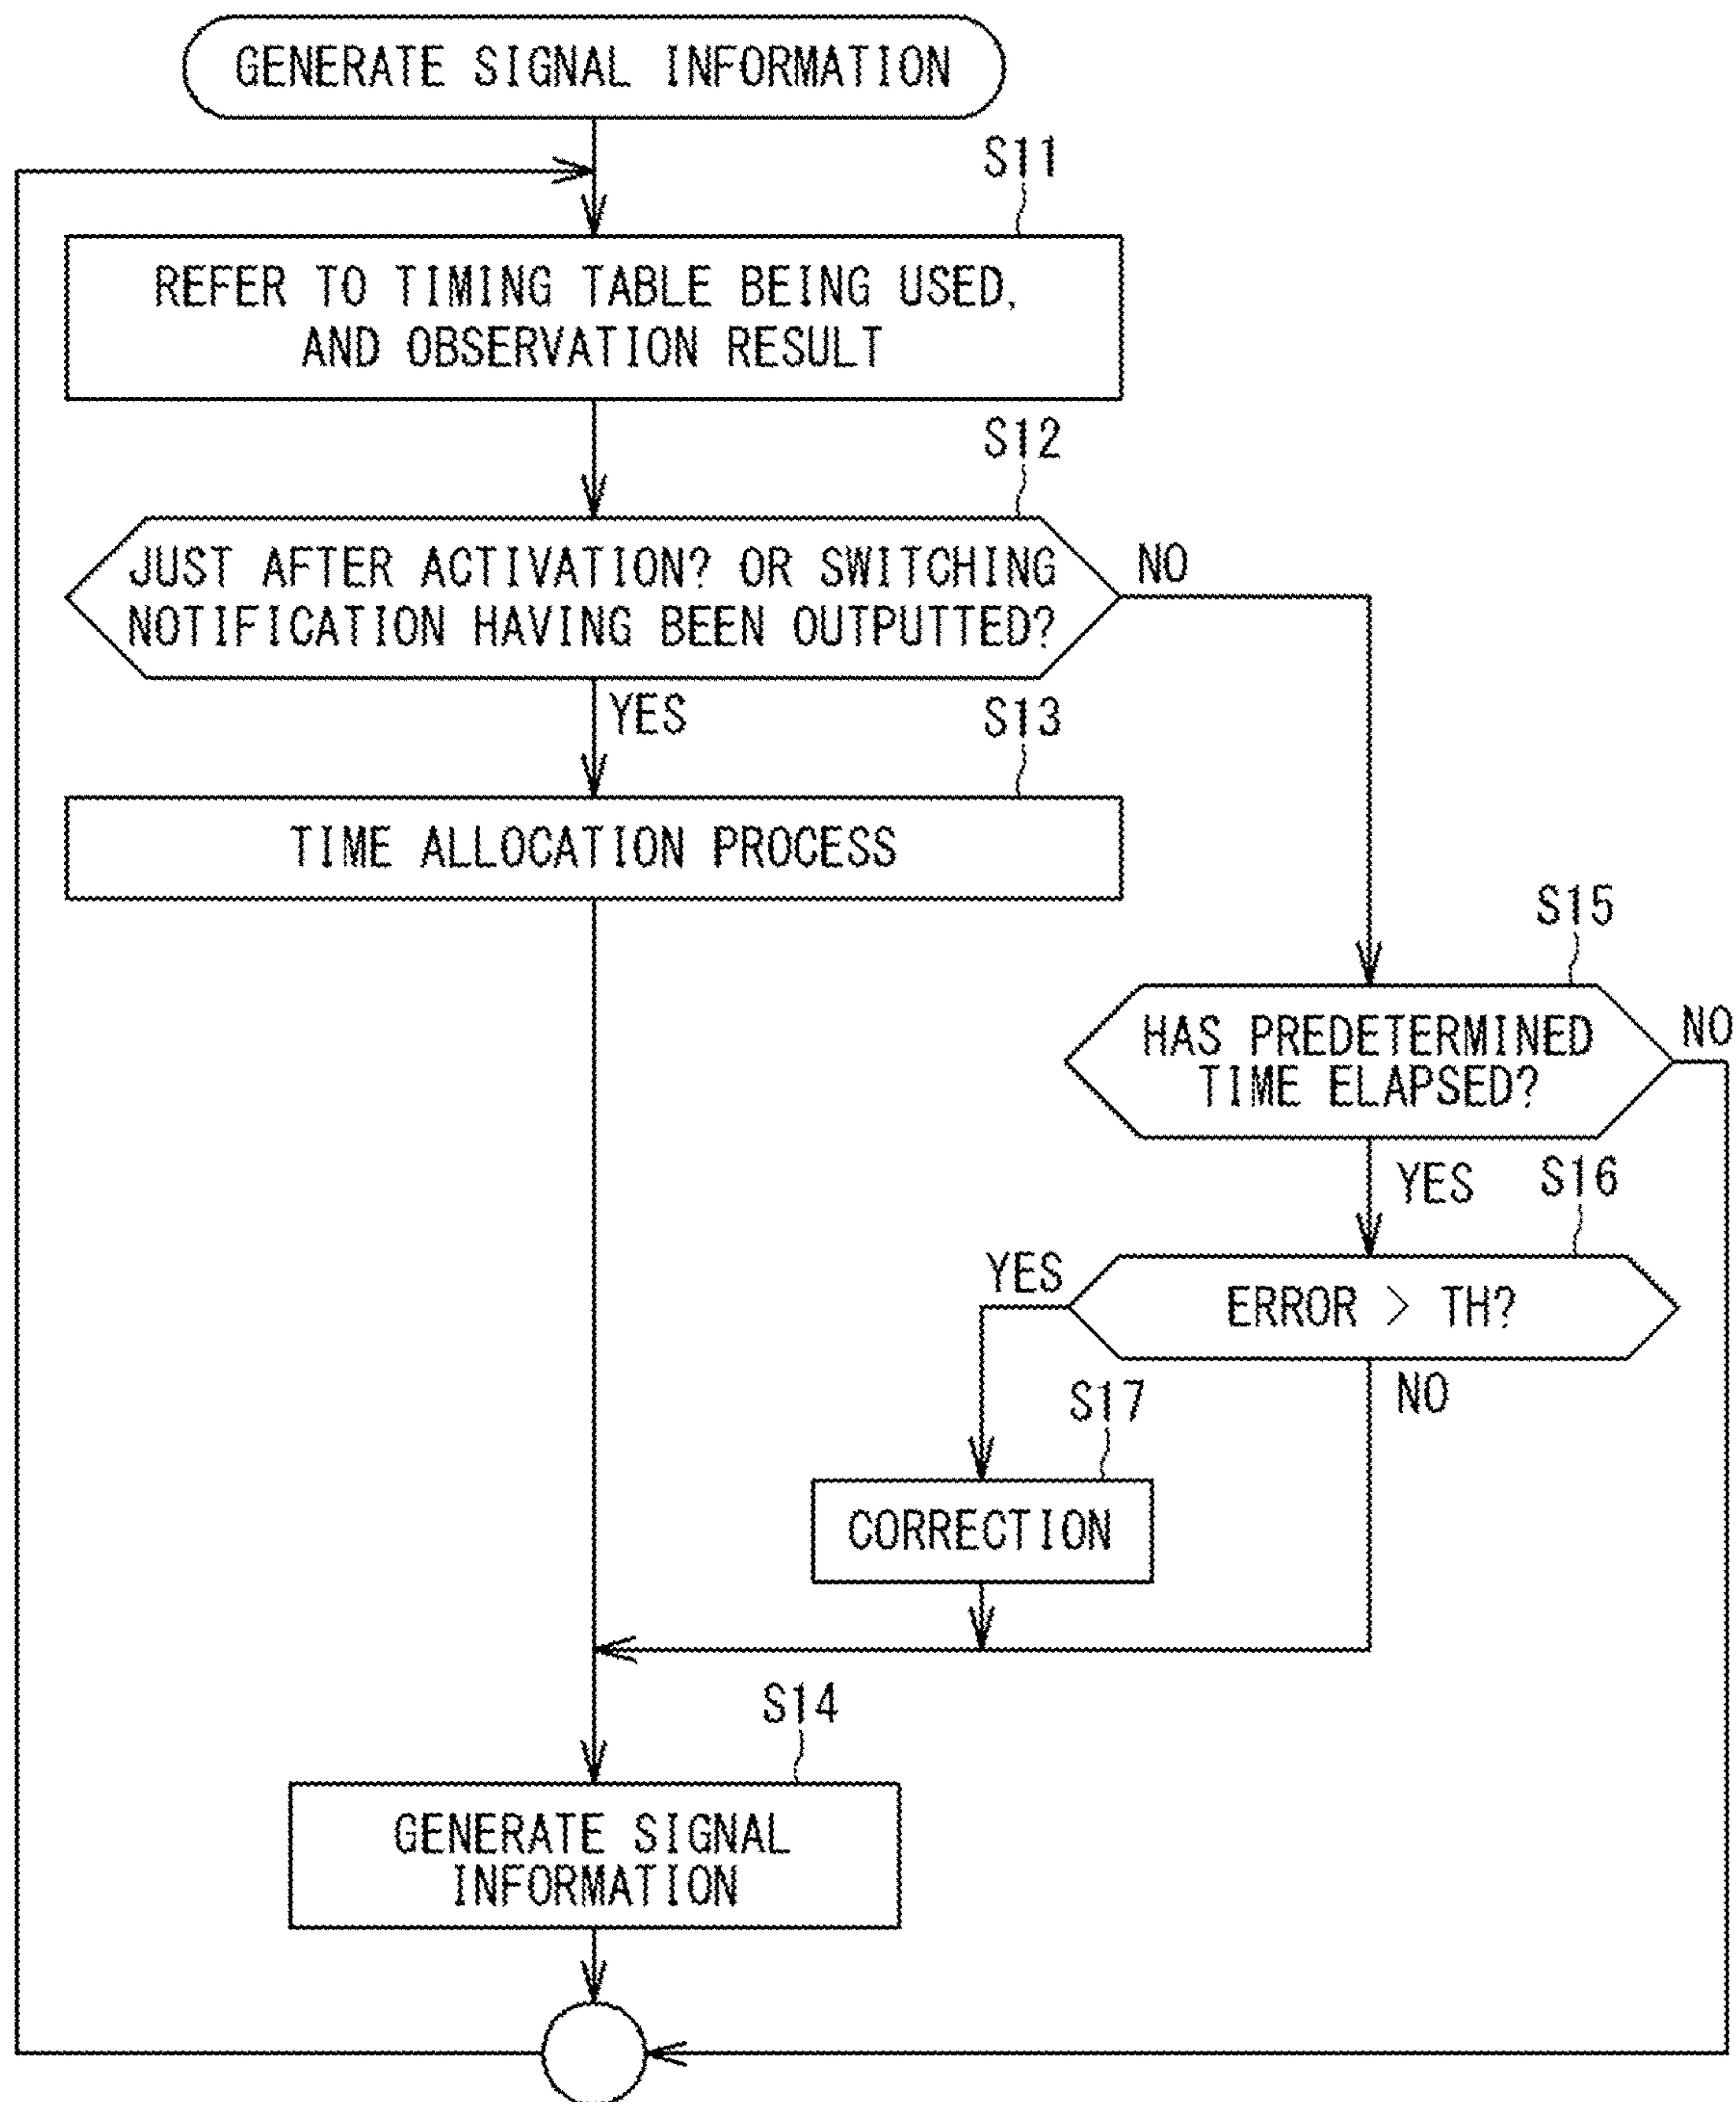 GENERATE SIGNAL INFORMATION
S11
REFER TO TIMING TABLE BEING USED,
AND OBSERVATION RESULT
S12
JUST AFTER ACTIVATION? OR SWITCHING
NOTIFICATION HAVING BEEN OUTPUTTED?
NO
YES
S13
TIME ALLOCATION PROCESS
S15
HAS PREDETERMINED
TIME ELAPSED?
NO
YES
S16
ERROR > TH?
YES
NO
S17
CORRECTION
S14
GENERATE SIGNAL
INFORMATION